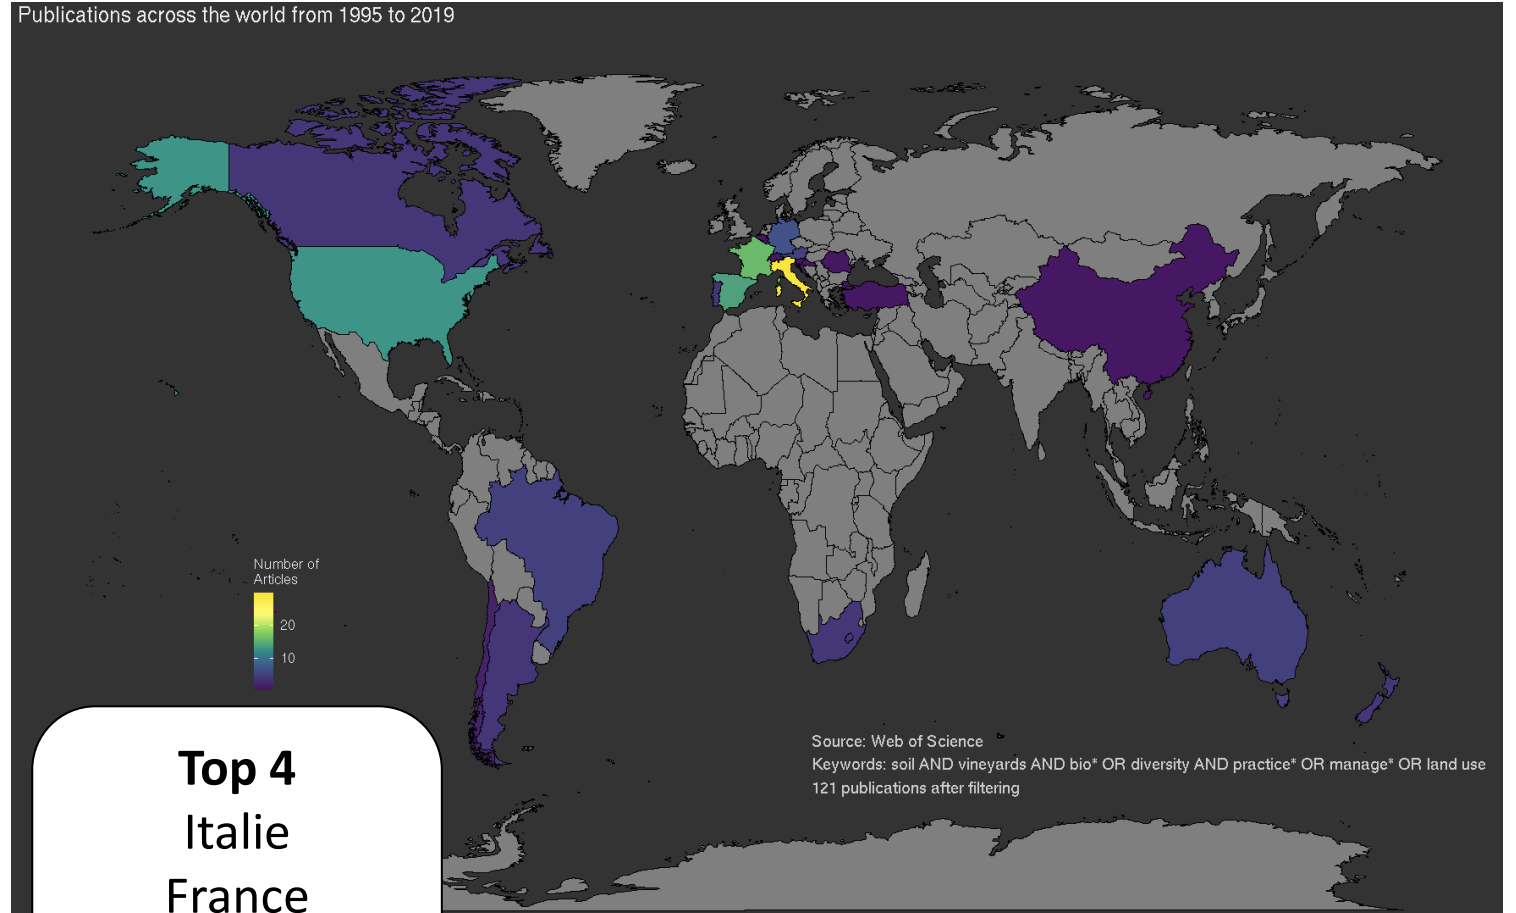 Publications across the world from 1995 to 2019
Number of
Articles
20
10
Source: Web of Science
Keywords: soil AND vineyards AND bio* OR diversity AND practice* OR manage* OR land use
121 publications after filtering
Top 4
Italie
France